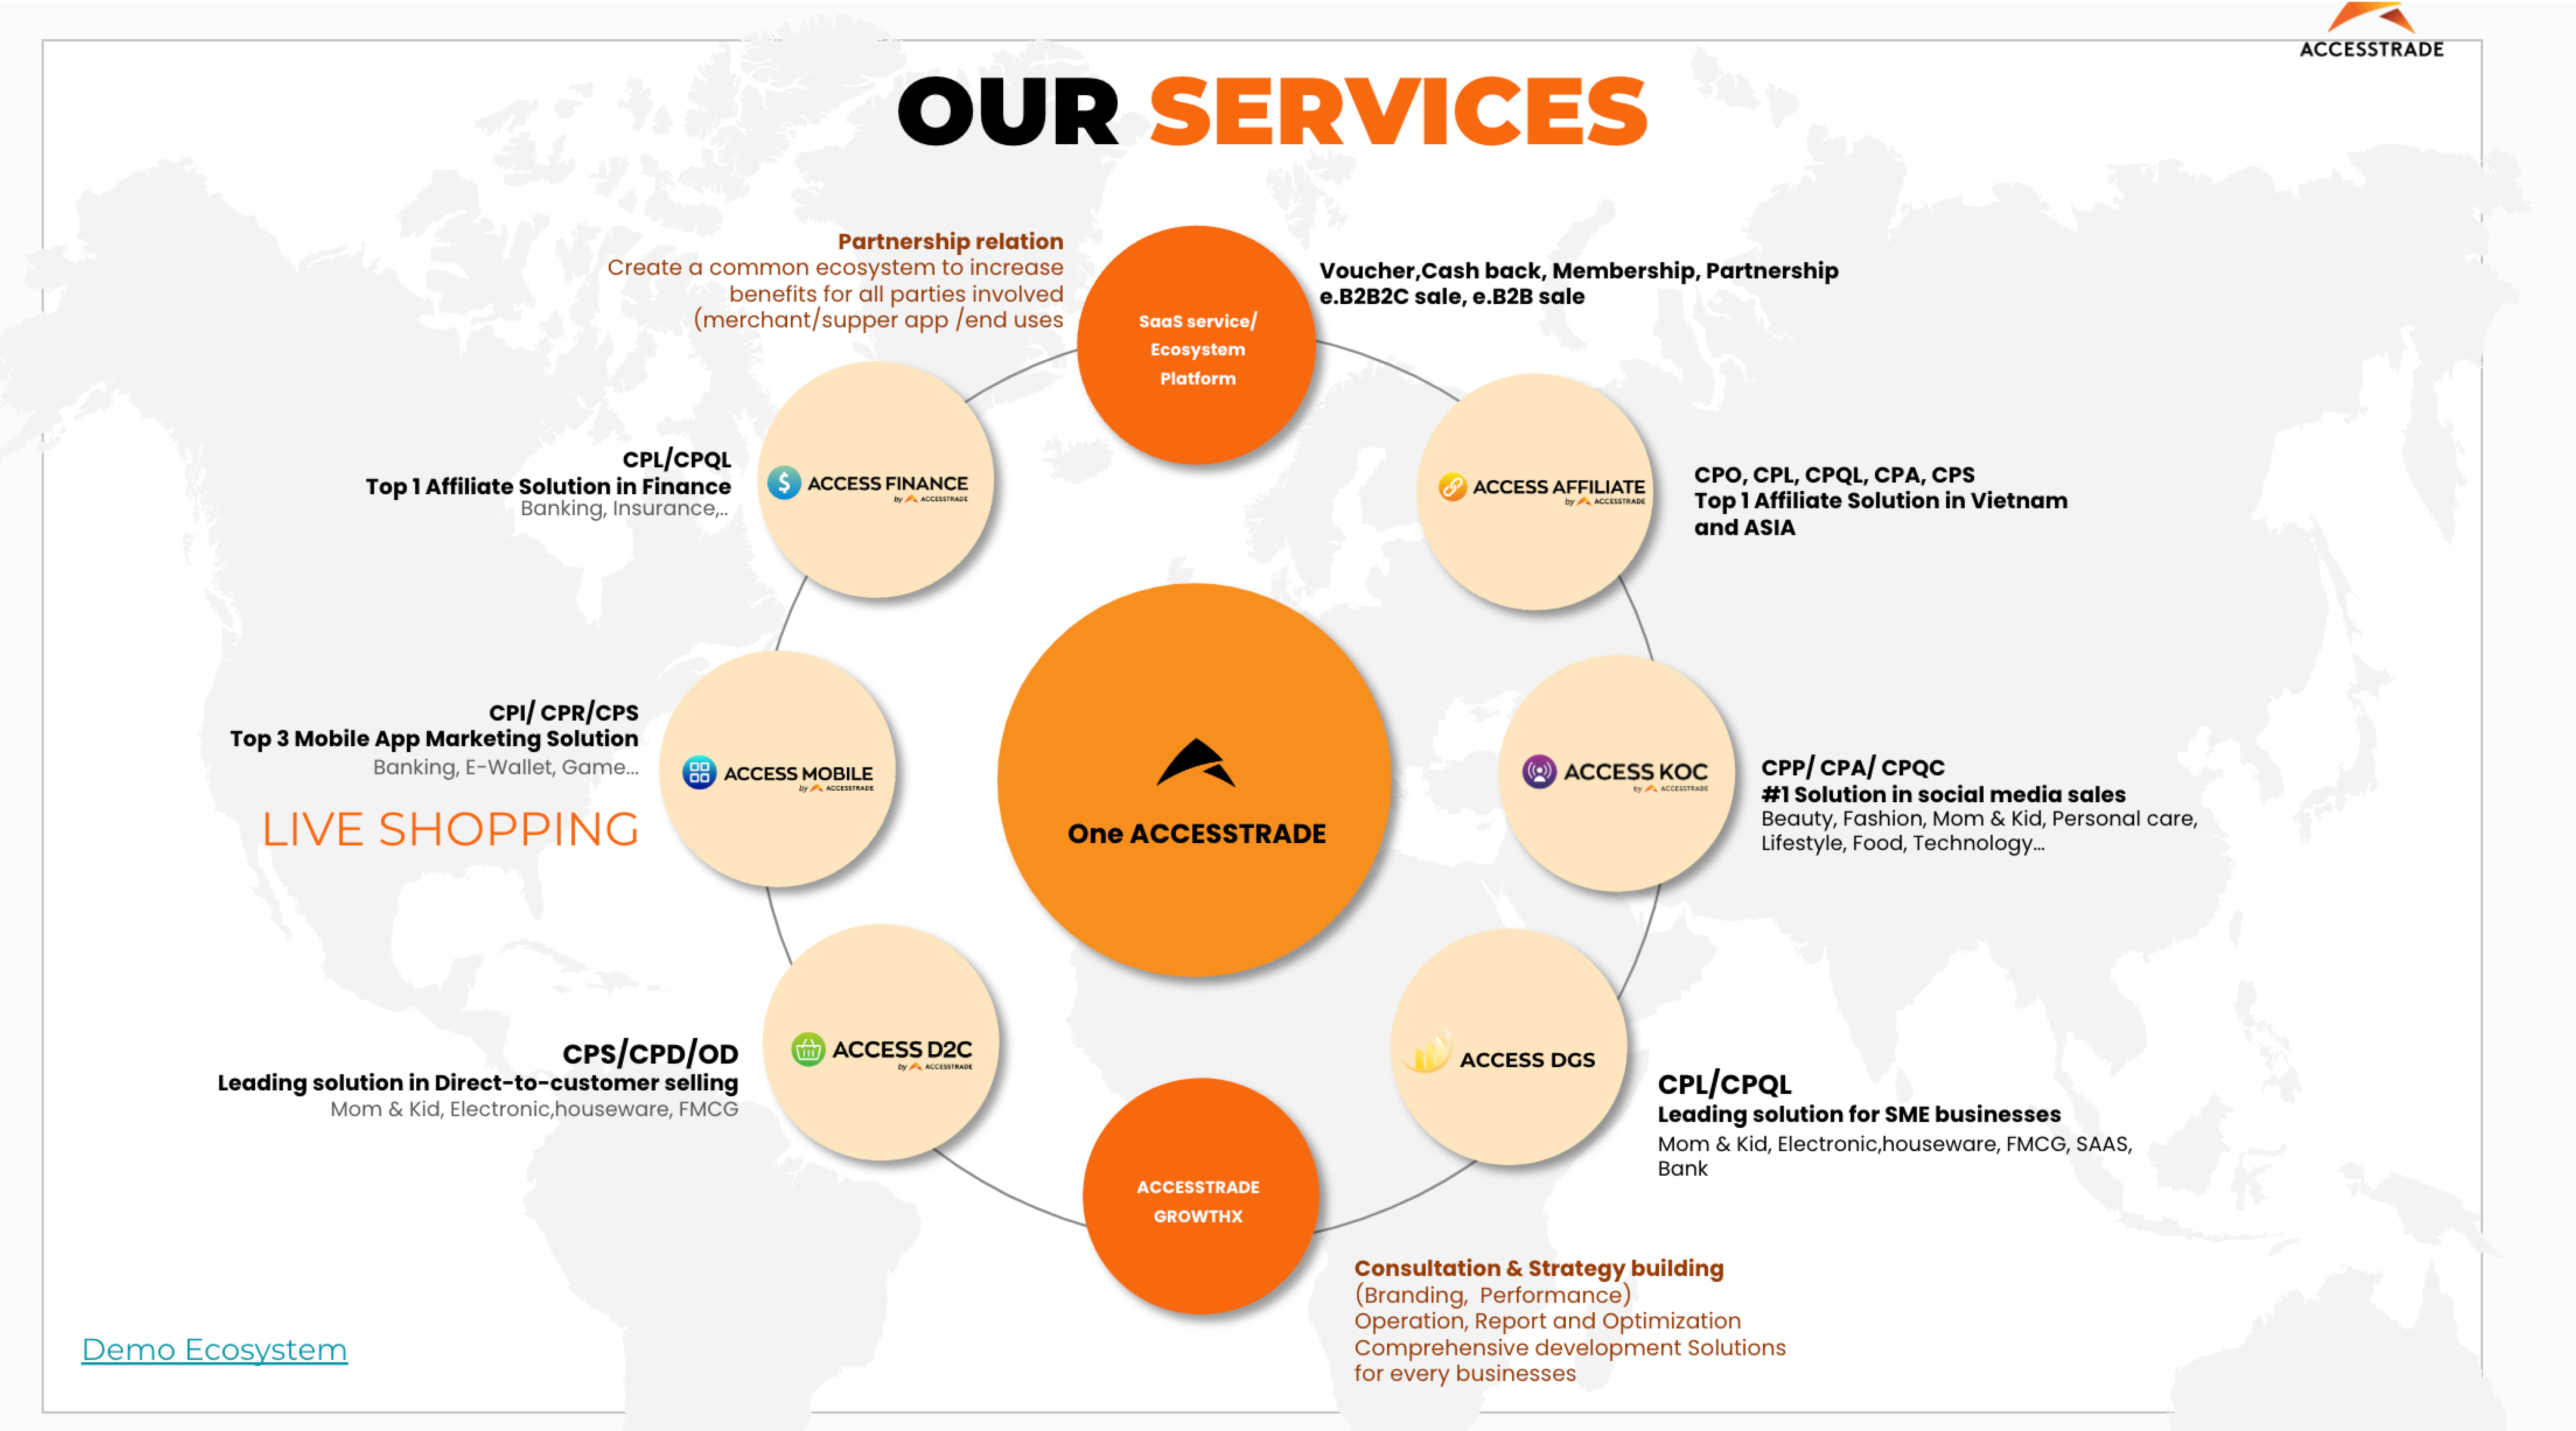 ACCESSTRADE
OUR SERVICES
Partnership relation
Create a common ecosystem to increase
benefits for all parties involved
(merchant/supper app /end uses
SaaS service/
Ecosystem
Platform
Voucher,Cash back, Membership, Partnership
e.B2B2C sale, e.B2B sale
CPL/CPQL
Top 1 Affiliate Solution in Finance
Banking, Insurance,..
ACCESS FINANCE
by ACCESSTRADE
ACCESS AFFILIATE
by ACCESSTRADE
CPO, CPL, CPQL, CPA, CPS
Top 1 Affiliate Solution in Vietnam
and ASIA
CPI/ CPR/CPS
Top 3 Mobile App Marketing Solution
Banking, E-Wallet, Game...
LIVE SHOPPING
ACCESS MOBILE
by ACCESSTRADE
One ACCESSTRADE
ACCESS KOC
by ACCESSTRADE
CPP/ CPA/ CPQC
#1 Solution in social media sales
Beauty, Fashion, Mom & Kid, Personal care,
Lifestyle, Food, Technology...
CPS/CPD/OD
Leading solution in Direct-to-customer selling
Mom & Kid, Electronic,houseware, FMCG
ACCESS D2C
by ACCESSTRADE
ACCESS DGS
CPL/CPQL
Leading solution for SME businesses
Mom & Kid, Electronic,houseware, FMCG, SAAS,
Bank
ACCESSTRADE
GROWTHX
Consultation & Strategy building
(Branding, Performance)
Operation, Report and Optimization
Comprehensive development Solutions
for every businesses
Demo Ecosystem